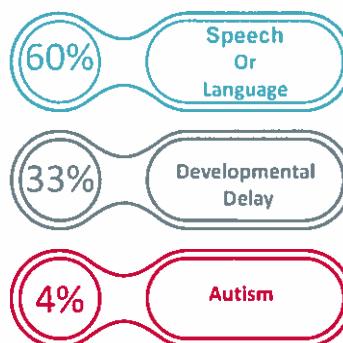 60%
Speech
Or
Language
33%
Developmental
Delay
4%
Autism